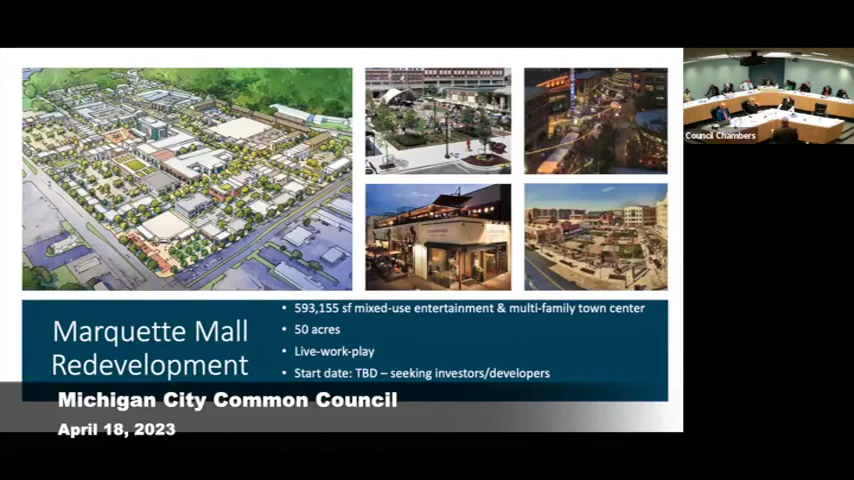 Council Chambers
Marquette Mall
Redevelopment
• 593,155 sf mixed-use entertainment & multi-family town center
• 50 acres
• Live-work-play
• Start date: TBD – seeking investors/developers
Michigan City Common Council
April 18, 2023